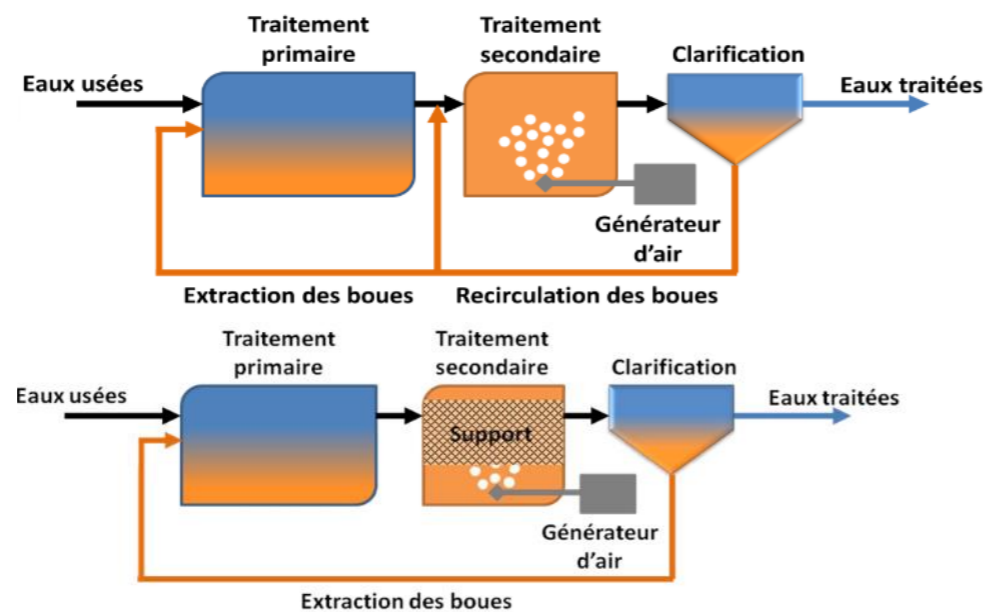 Traitement
primaire
Traitement
secondaire
Clarification
Eaux usées
Eaux traitées
Générateur
d'air
Extraction des boues
Recirculation des boues
Traitement
primaire
Traitement
secondaire
Clarification
Eaux usées
Eaux traitées
Support
Générateur
d'air
Extraction des boues